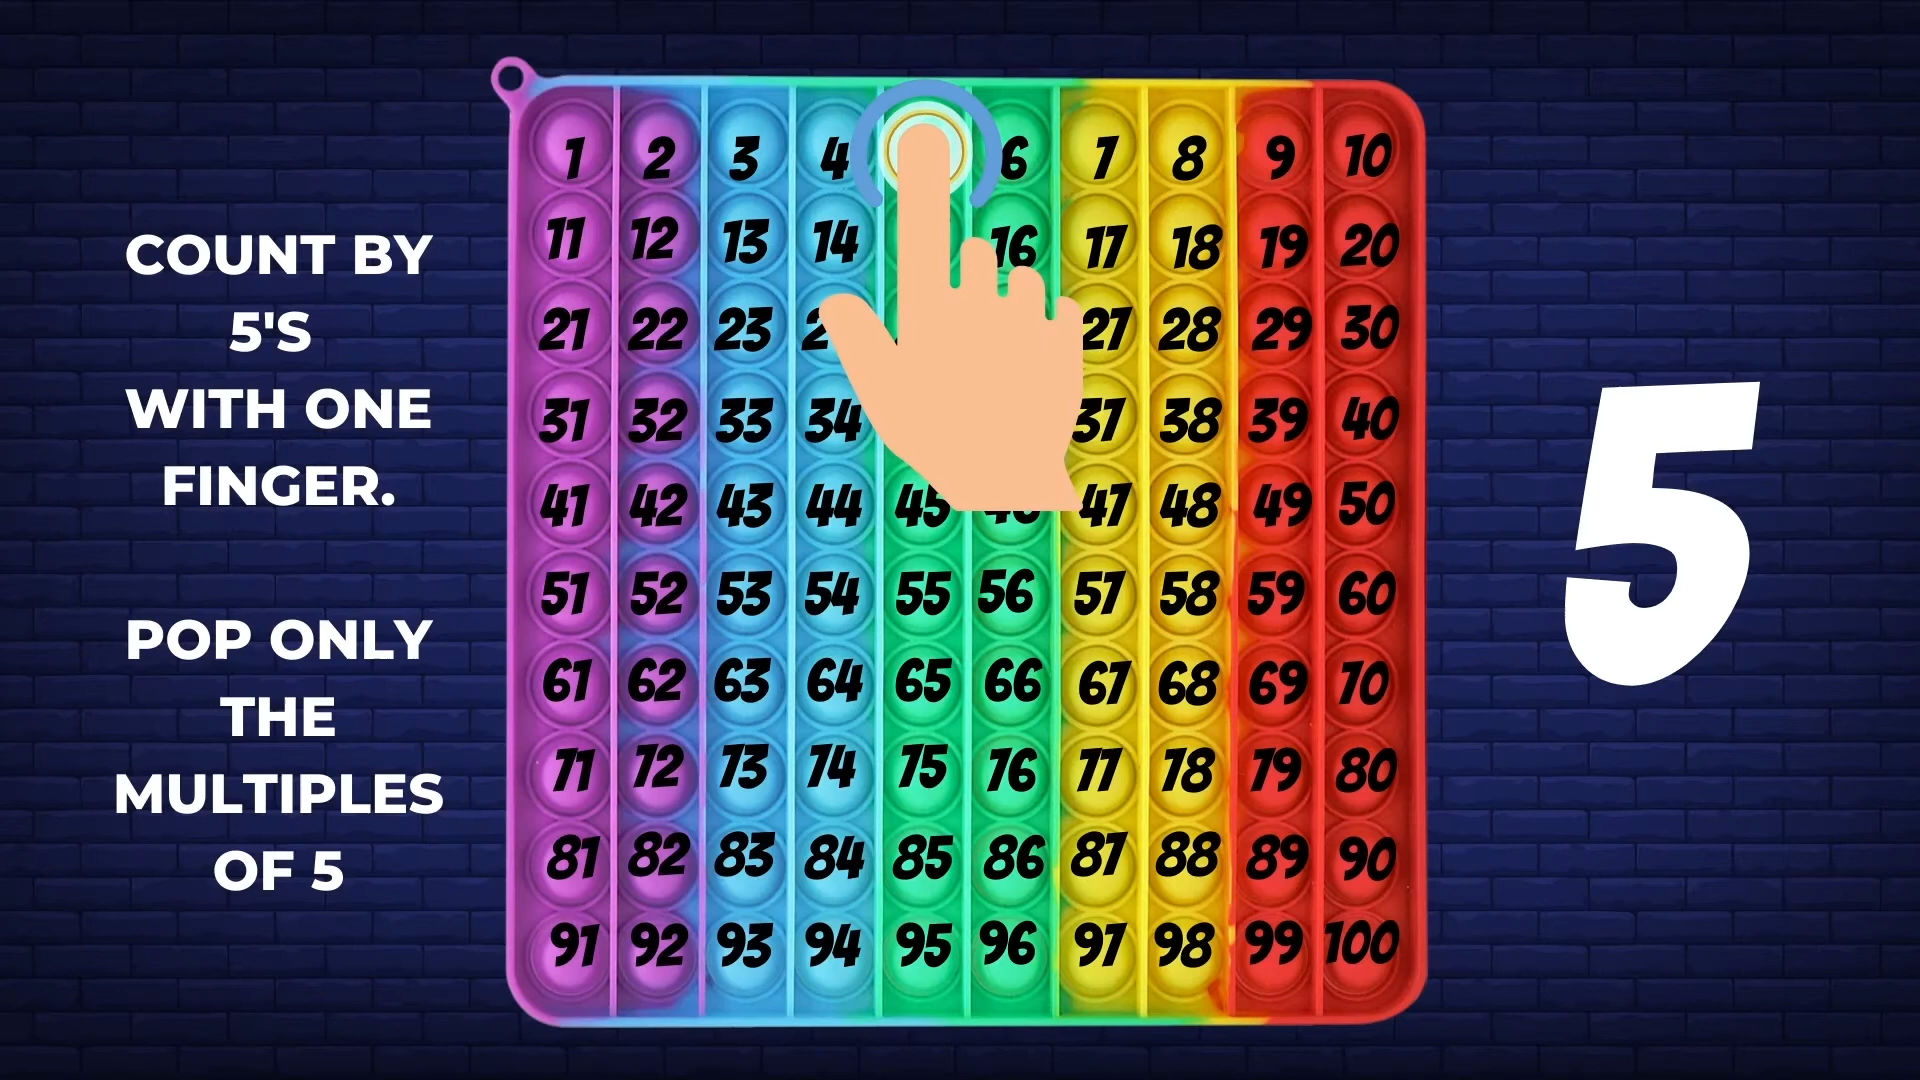 COUNT BY
5'S
WITH ONE
FINGER.
POP ONLY
THE
MULTIPLES
OF 5
1 2 3 4 6 7 8 9 10
11 12 13 14 16 17 18 19 20
21 22 23 27 28 29 30
31 32 33 34 37 38 39 40
41 42 43 44 45 47 48 49 50
51 52 53 54 55 56 57 58 59 60
61 62 63 64 65 66 67 68 69 70
71 72 73 74 75 76 77 78 79 80
81 82 83 84 85 86 87 88 89 90
91 92 93 94 95 96 97 98 99 100
5